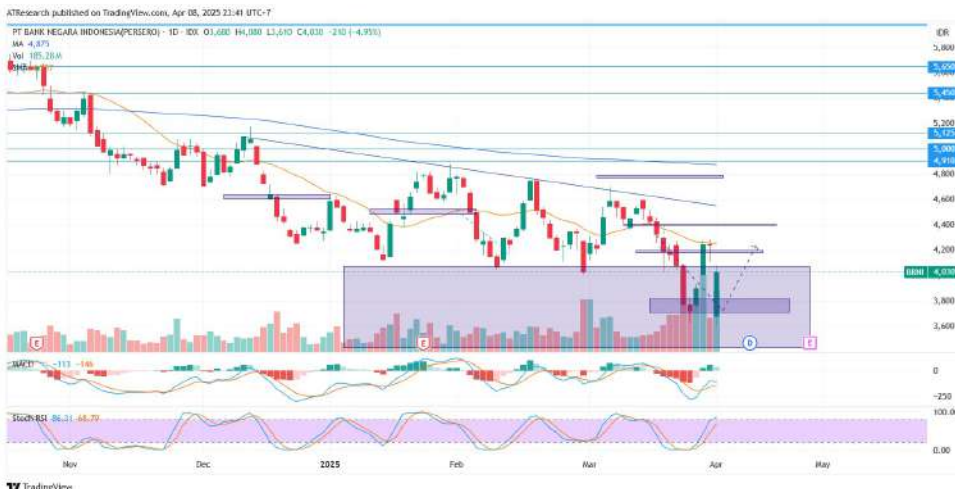 ATResearch published on TradingView.com, Apr 08, 2025 23:41 UTC+7
PT BANK NEGARA INDONESIA(PERSERO) · 1D · IDX O3,680 H4,080 L3,610 C4,030 -210 (-4.95%)
IDR
MA 4,875
Vol 185.28M
5,800
5,650
5,450
5,200
5,125
5,000
4,910
4,800
4,600
4,400
4,200
BBNI 4,030
3,800
3,600
E
E
D
E
MACD -113 -146
0
-250
Stoch RSI 86.31 68.79
100.00
0.00
Nov Dec 2025 Feb Mar Apr May
TradingView